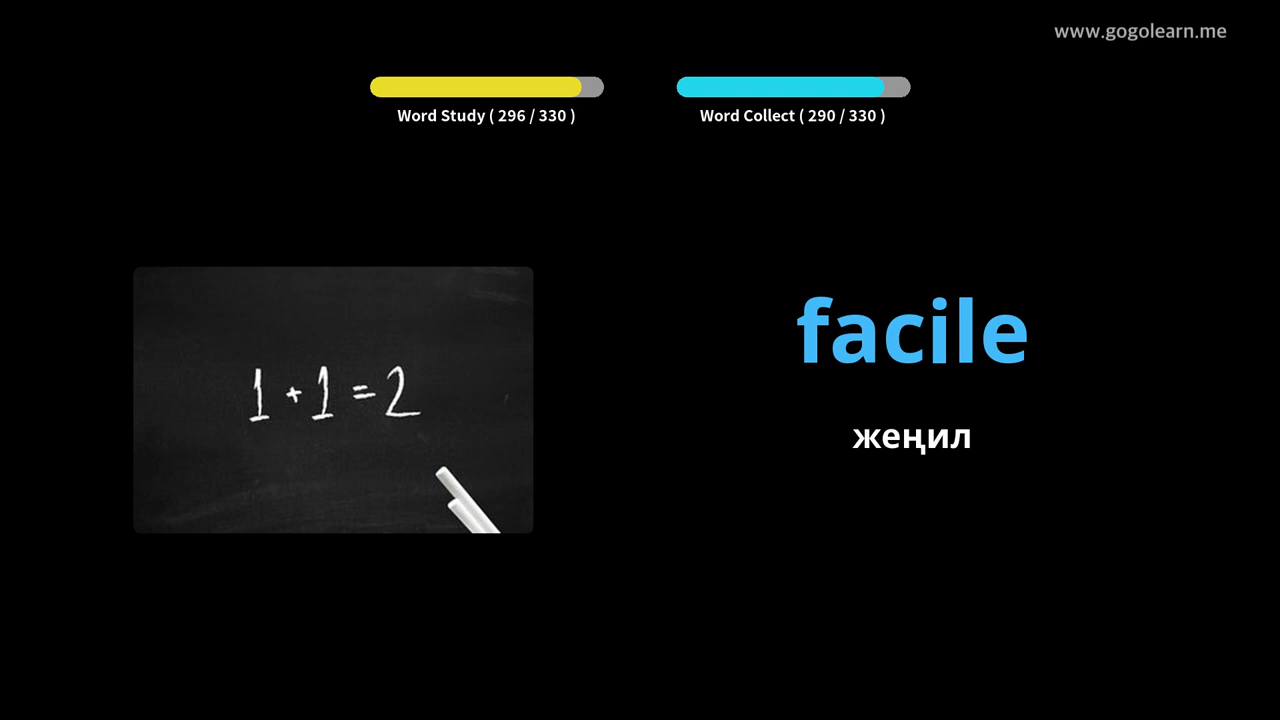 www.gogolearn.me
Word Study ( 296 / 330 )
Word Collect ( 290 / 330 )
1 + 1 = 2
facile
жеңил